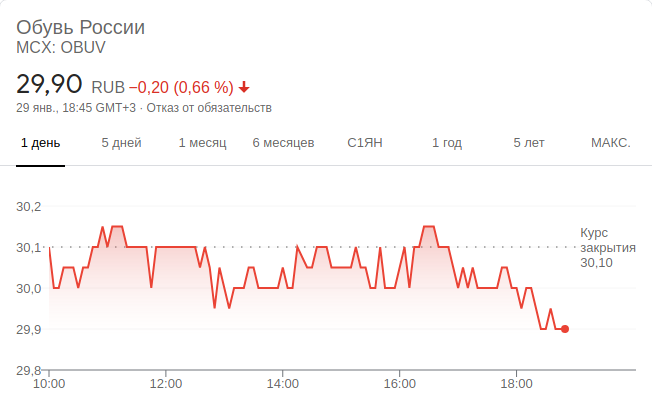 Обувь России
MCX: OBUV
29,90 RUB −0,20 (0,66 %)
29 янв., 18:45 GMT+3 · Отказ от обязательств
1 день 5 дней 1 месяц 6 месяцев С1ЯН 1 год 5 лет МАКС.
30,2
30,1
30,0
29,9
29,8
Курс
закрытия
30,10
10:00 12:00 14:00 16:00 18:00